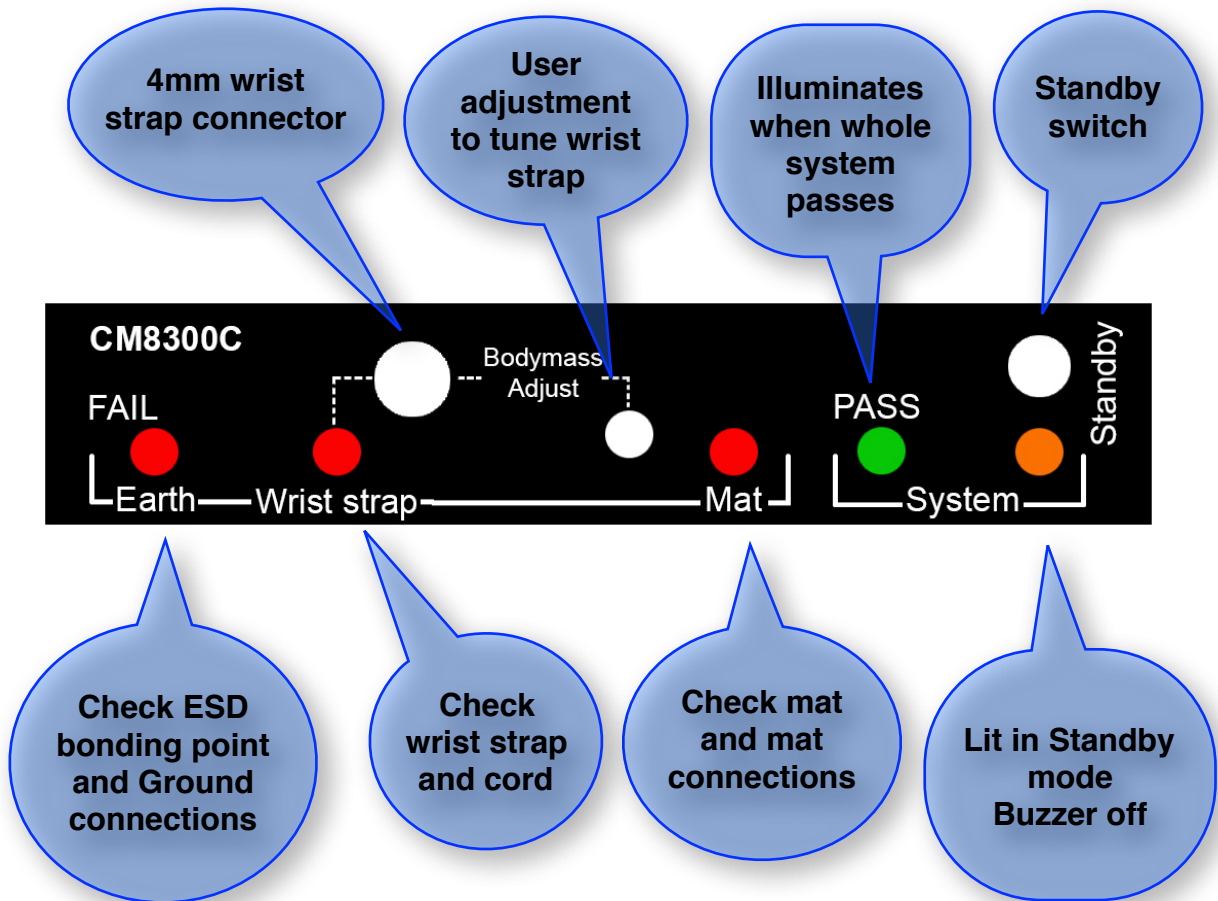 4mm wrist
strap connector
User
adjustment
to tune wrist
strap
Illuminates
when whole
system
passes
Standby
switch
CM8300C
Bodymass
Adjust
FAIL
PASS
Standby
Earth
Wrist strap
Mat
System
Check ESD
bonding point
and Ground
connections
Check
wrist strap
and cord
Check mat
and mat
connections
Lit in Standby
mode
Buzzer off